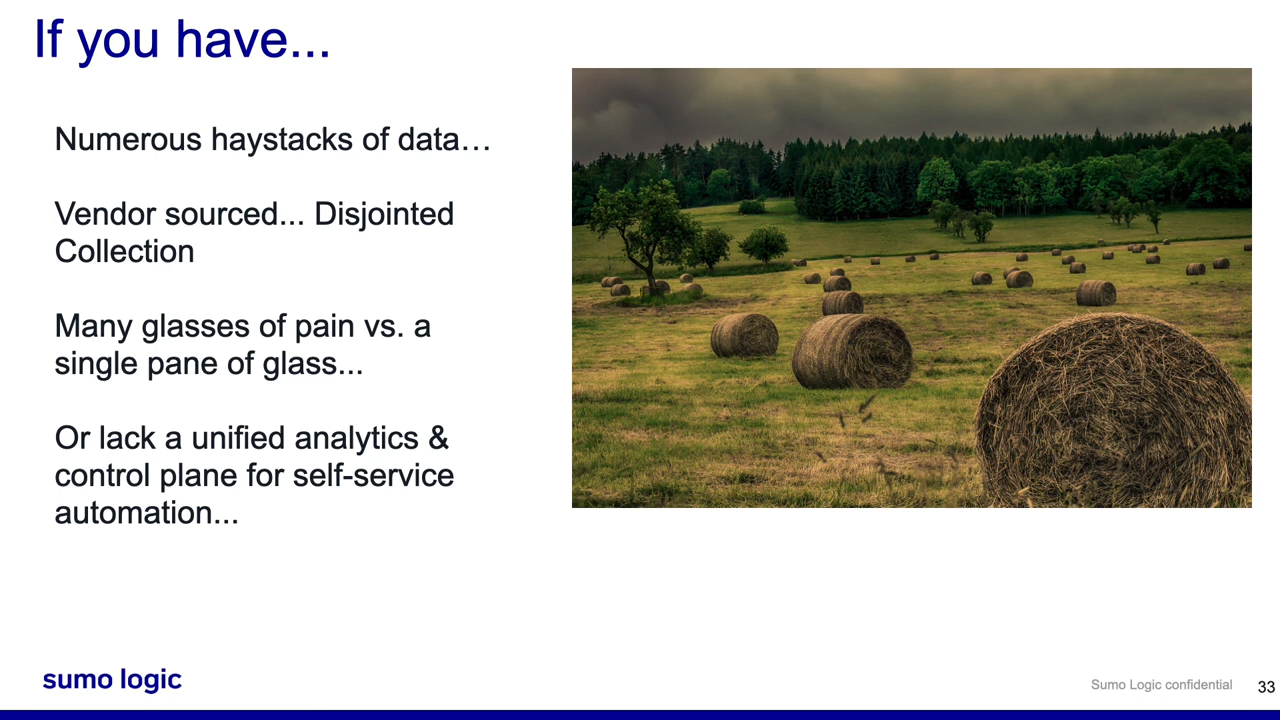 If you have...
Numerous haystacks of data…
Vendor sourced... Disjointed
Collection
Many glasses of pain vs. a
single pane of glass...
Or lack a unified analytics &
control plane for self-service
automation...
sumo logic
Sumo Logic confidential
33